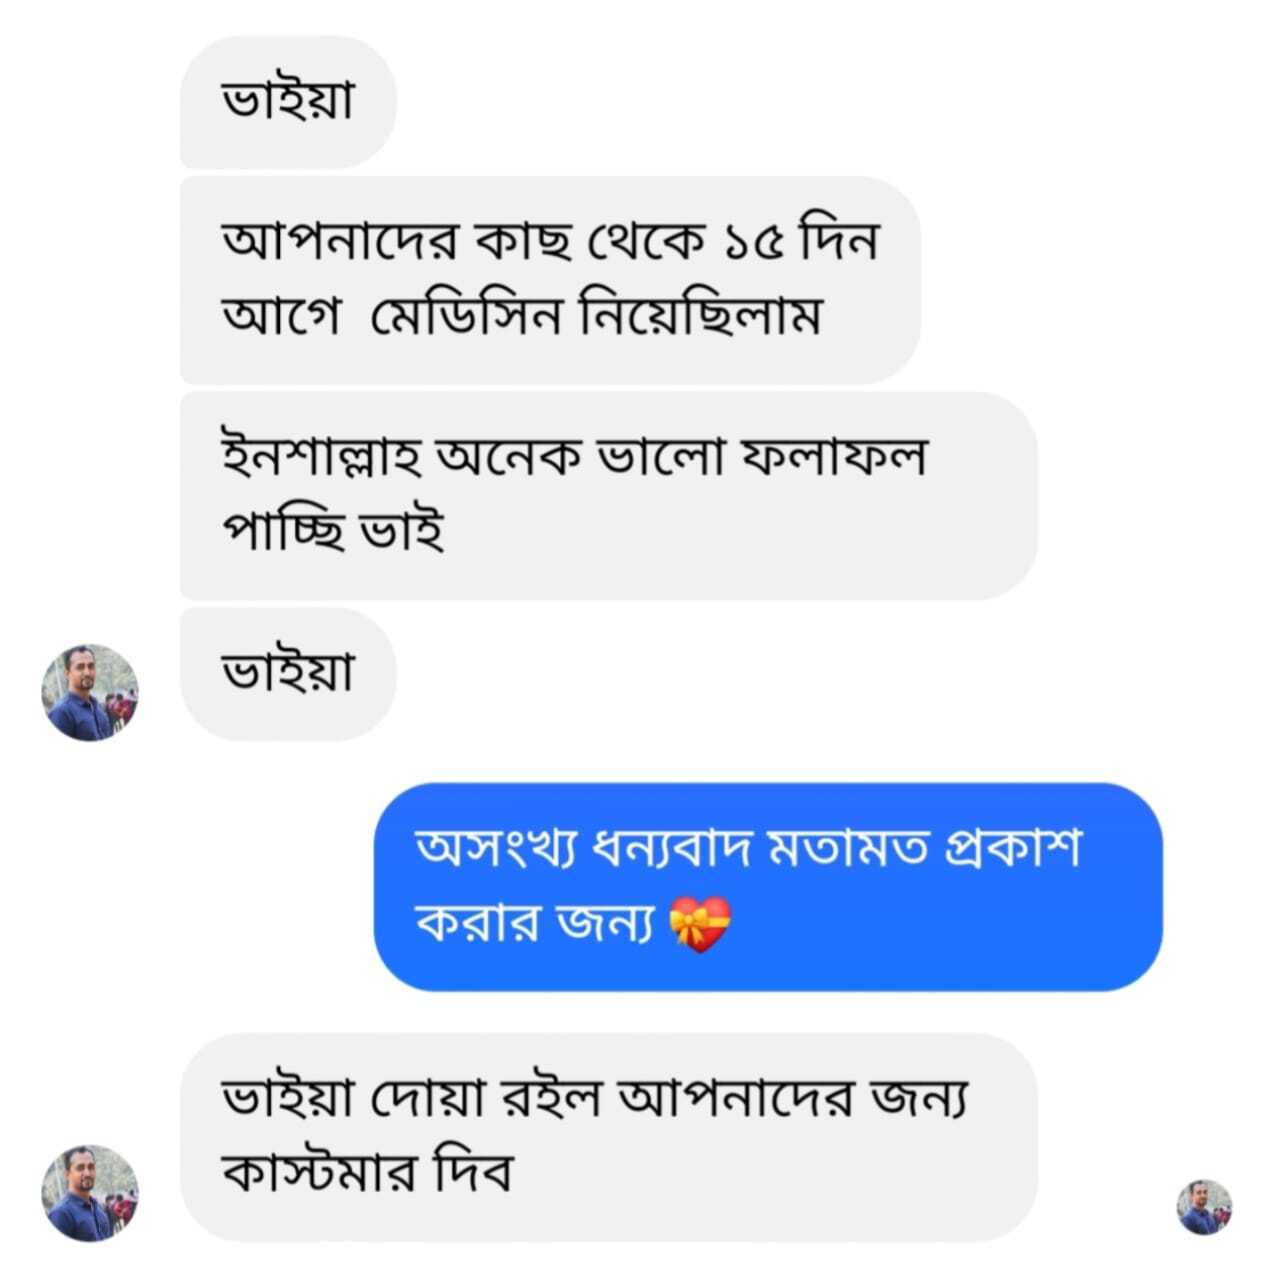 ভাইয়া
আপনাদের কাছ থেকে ১৫ দিন
আগে  মেডিসিন নিয়েছিলাম
ইনশাল্লাহ অনেক ভালো ফলাফল
পাচ্ছি ভাই
ভাইয়া
অসংখ্য ধন্যবাদ মতামত প্রকাশ
করার জন্য 💝
ভাইয়া দোয়া রইল আপনাদের জন্য
কাস্টমার দিব